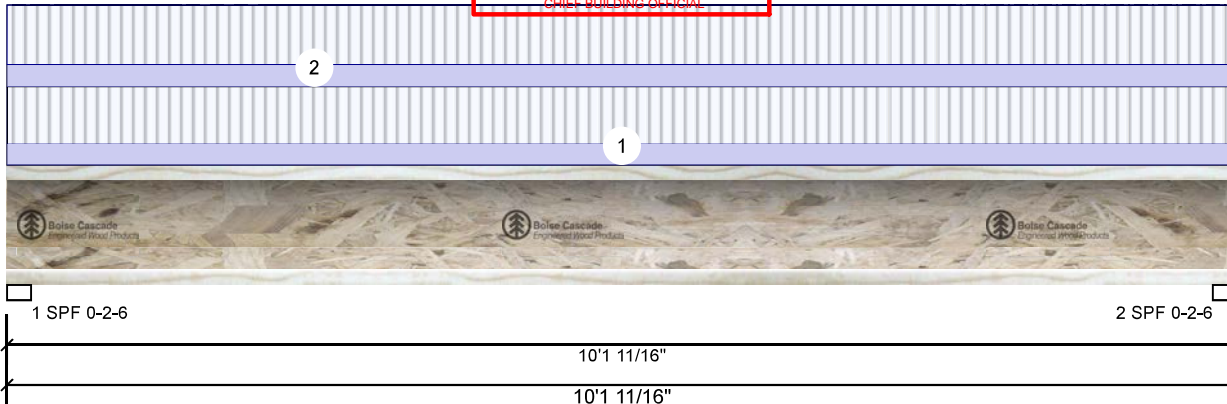 CHIEF BUILDING OFFICIAL
2
1
Boise Cascade
Engineered Wood Products
Boise Cascade
Engineered Wood Products
Boise Cascade
Engineered Wood Products
1 SPF 0-2-6
2 SPF 0-2-6
10'1 11/16"
10'1 11/16"